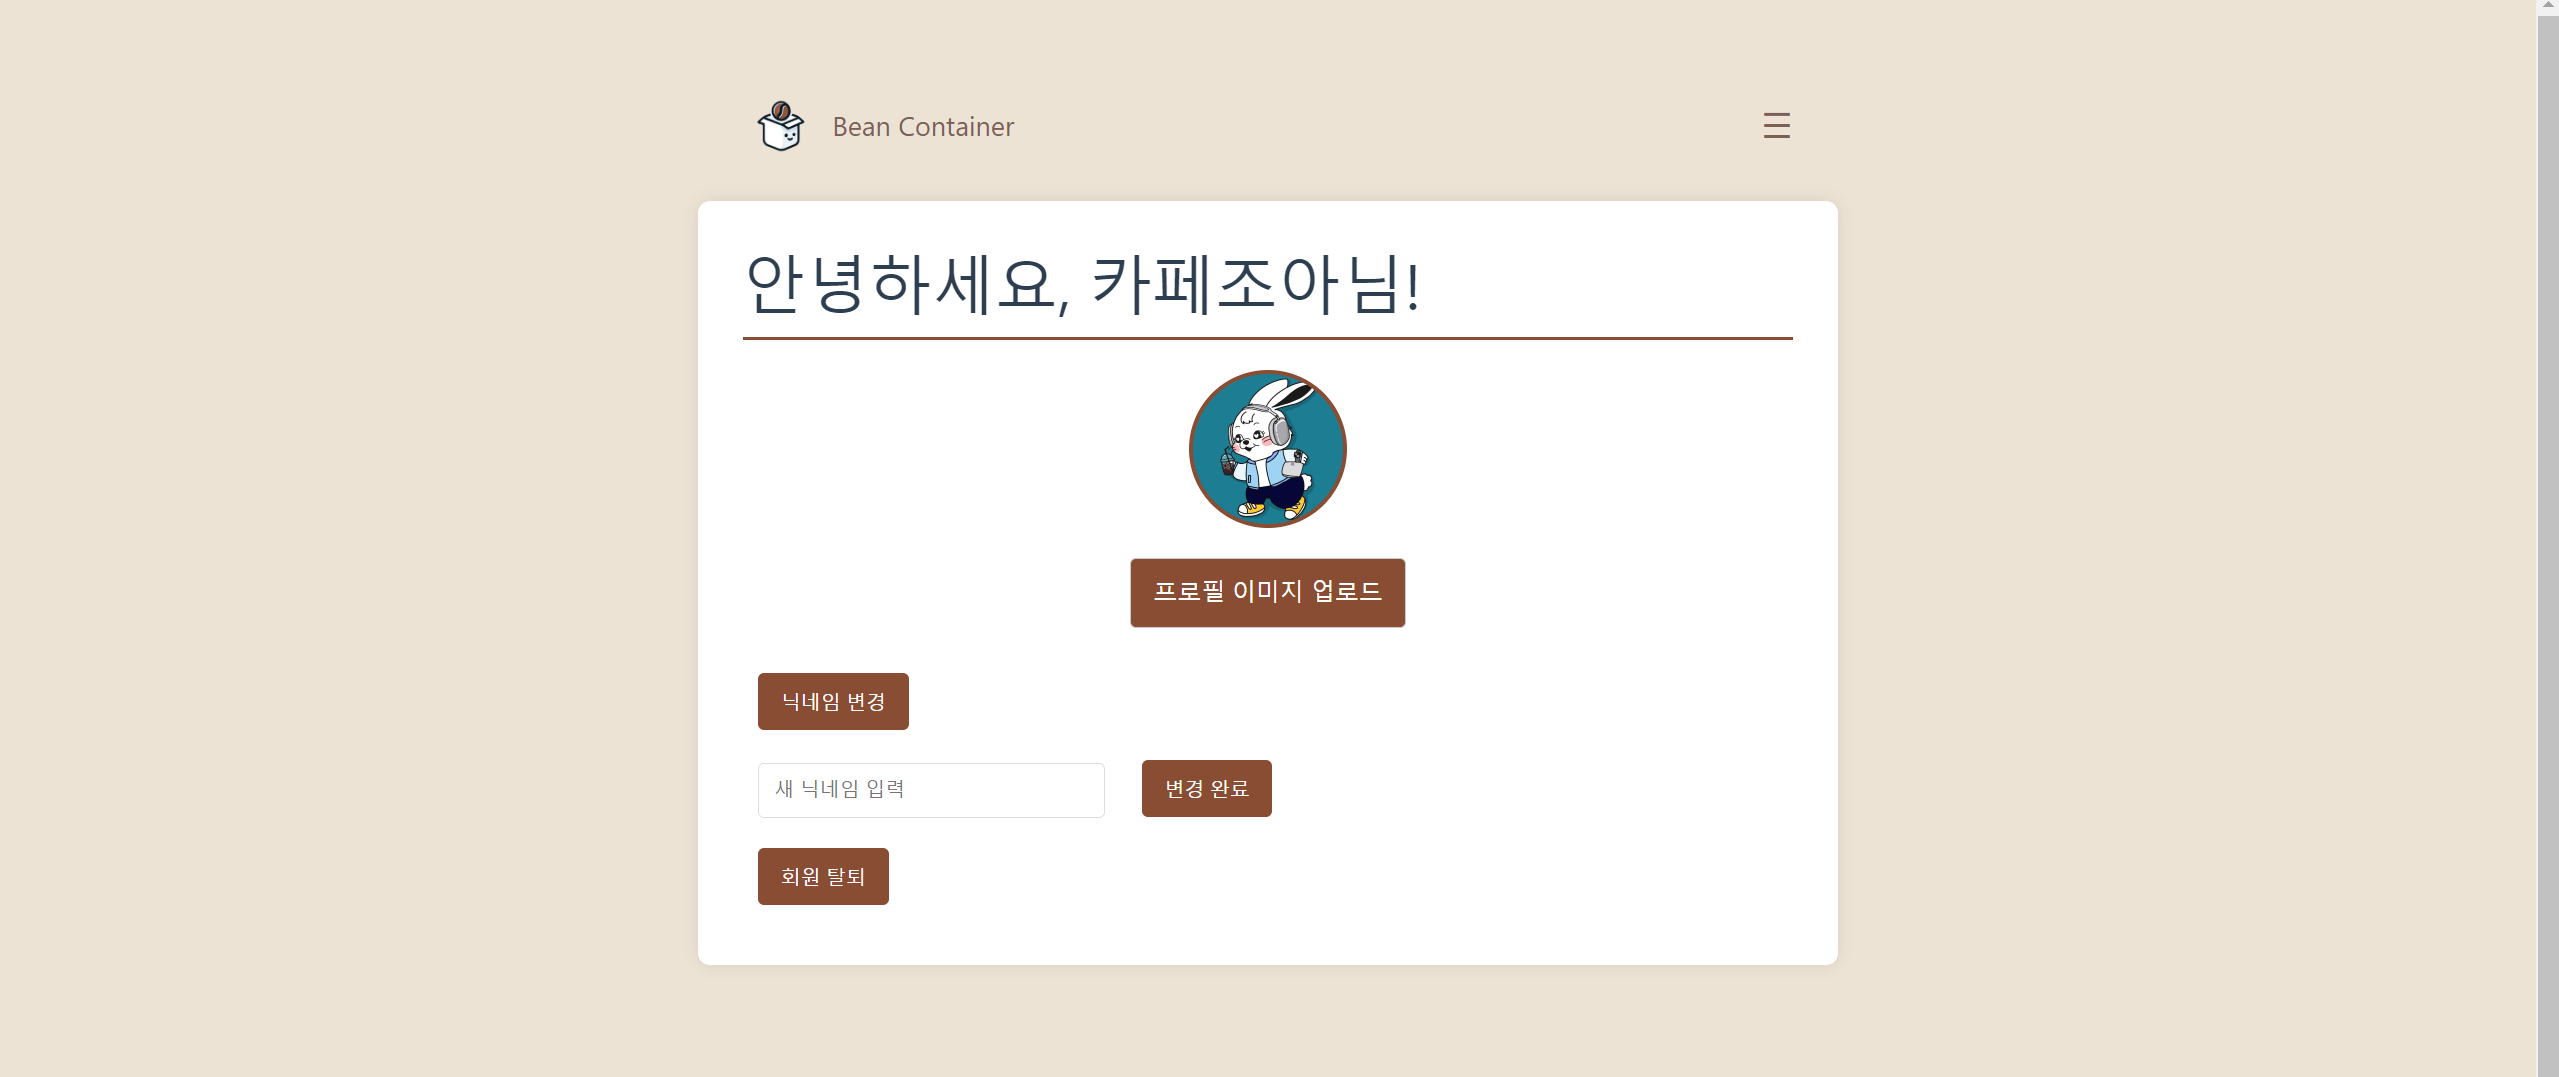 Bean Container
안녕하세요, 카페조아님!
프로필 이미지 업로드
닉네임 변경
새 닉네임 입력
변경 완료
회원 탈퇴